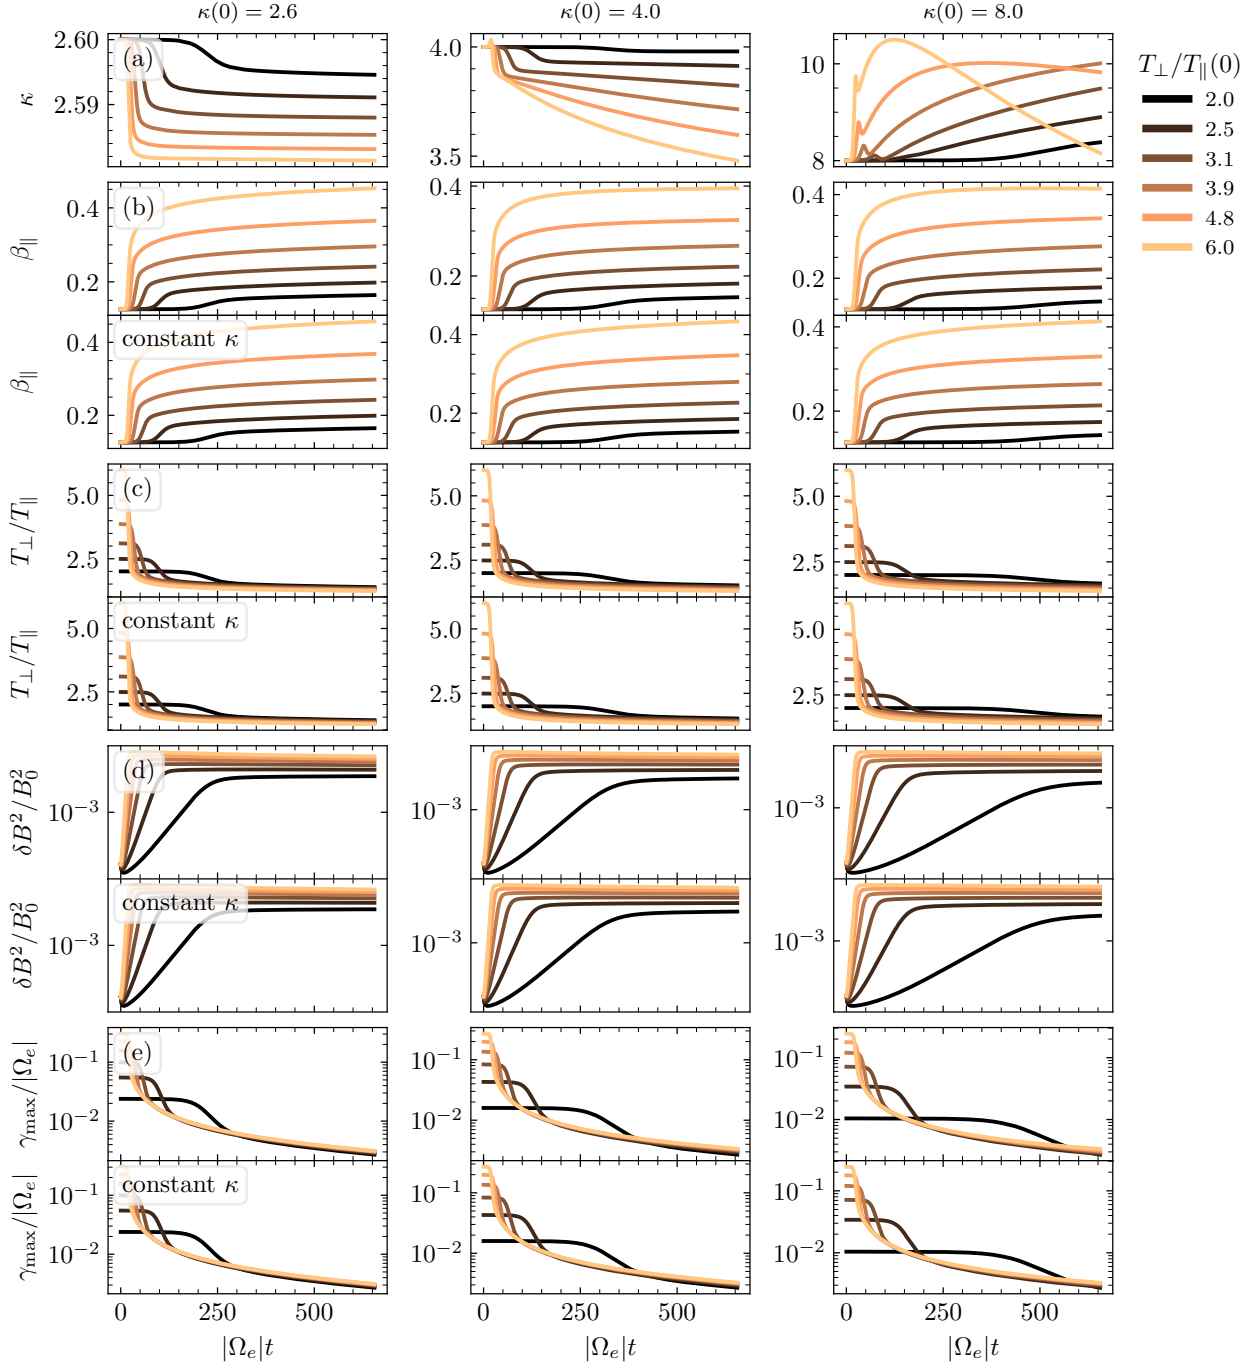 κ(0) = 2.6
κ(0) = 4.0
κ(0) = 8.0
T⊥/T∥(0)
2.0
2.5
3.1
3.9
4.8
6.0
(a)
κ
2.60
2.59
4.0
3.5
10
8
(b)
β∥
0.4
0.2
0.4
0.2
0.4
0.2
constant κ
β∥
0.4
0.2
0.4
0.2
0.4
0.2
(c)
T⊥/T∥
5.0
2.5
5.0
2.5
5.0
2.5
constant κ
T⊥/T∥
5.0
2.5
5.0
2.5
5.0
2.5
(d)
δB²/B₀²
10⁻³
10⁻³
10⁻³
constant κ
δB²/B₀²
10⁻³
10⁻³
10⁻³
(e)
γmax/|Ωe|
10⁻¹
10⁻²
10⁻¹
10⁻²
10⁻¹
10⁻²
constant κ
γmax/|Ωe|
10⁻¹
10⁻²
10⁻¹
10⁻²
10⁻¹
10⁻²
0 250 500
0 250 500
0 250 500
|Ωe|t
|Ωe|t
|Ωe|t